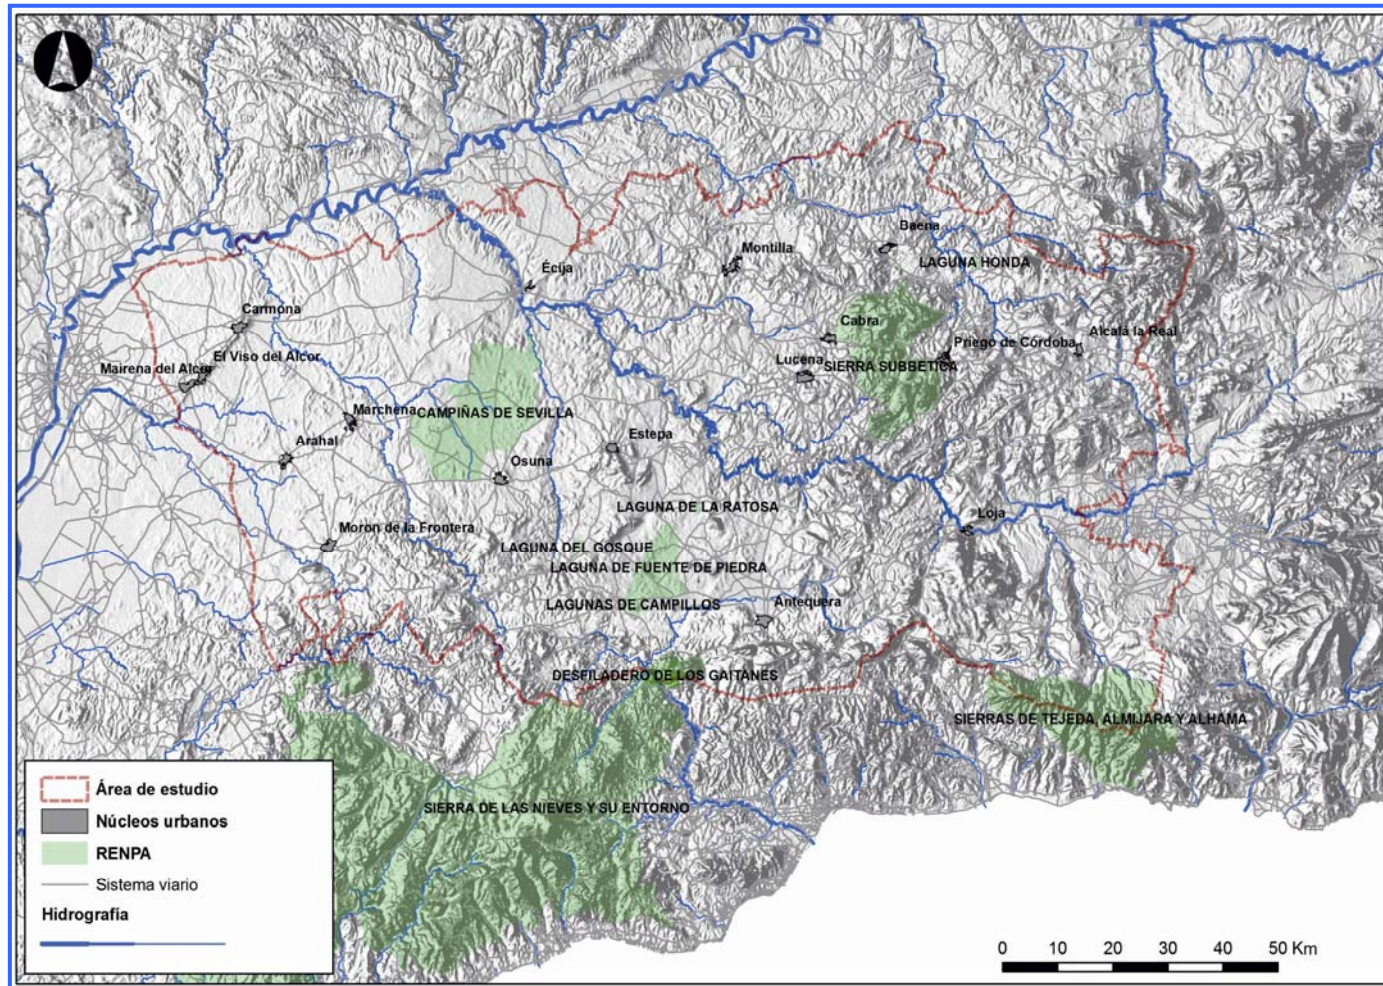 Baena
Montilla
LAGUNA HONDA
Écija
Carmona
Cabra
Alcalá la Real
Priego de Córdoba
El Viso del Alcor
Mairena del Alcor
Lucena
SIERRA SUBBETICA
Marchena
CAMPIÑAS DE SEVILLA
Arahal
Estepa
Osuna
LAGUNA DE LA RATOSA
Loja
Moron de la Frontera
LAGUNA DEL GOSQUE
LAGUNA DE FUENTE DE PIEDRA
LAGUNAS DE CAMPILLOS
Antequera
DESFILADERO DE LOS GAITANES
SIERRAS DE TEJEDA, ALMIJARA Y ALHAMA
SIERRA DE LAS NIEVES Y SU ENTORNO
Área de estudio
Núcleos urbanos
RENPA
Sistema viario
Hidrografía
0 10 20 30 40 50 Km